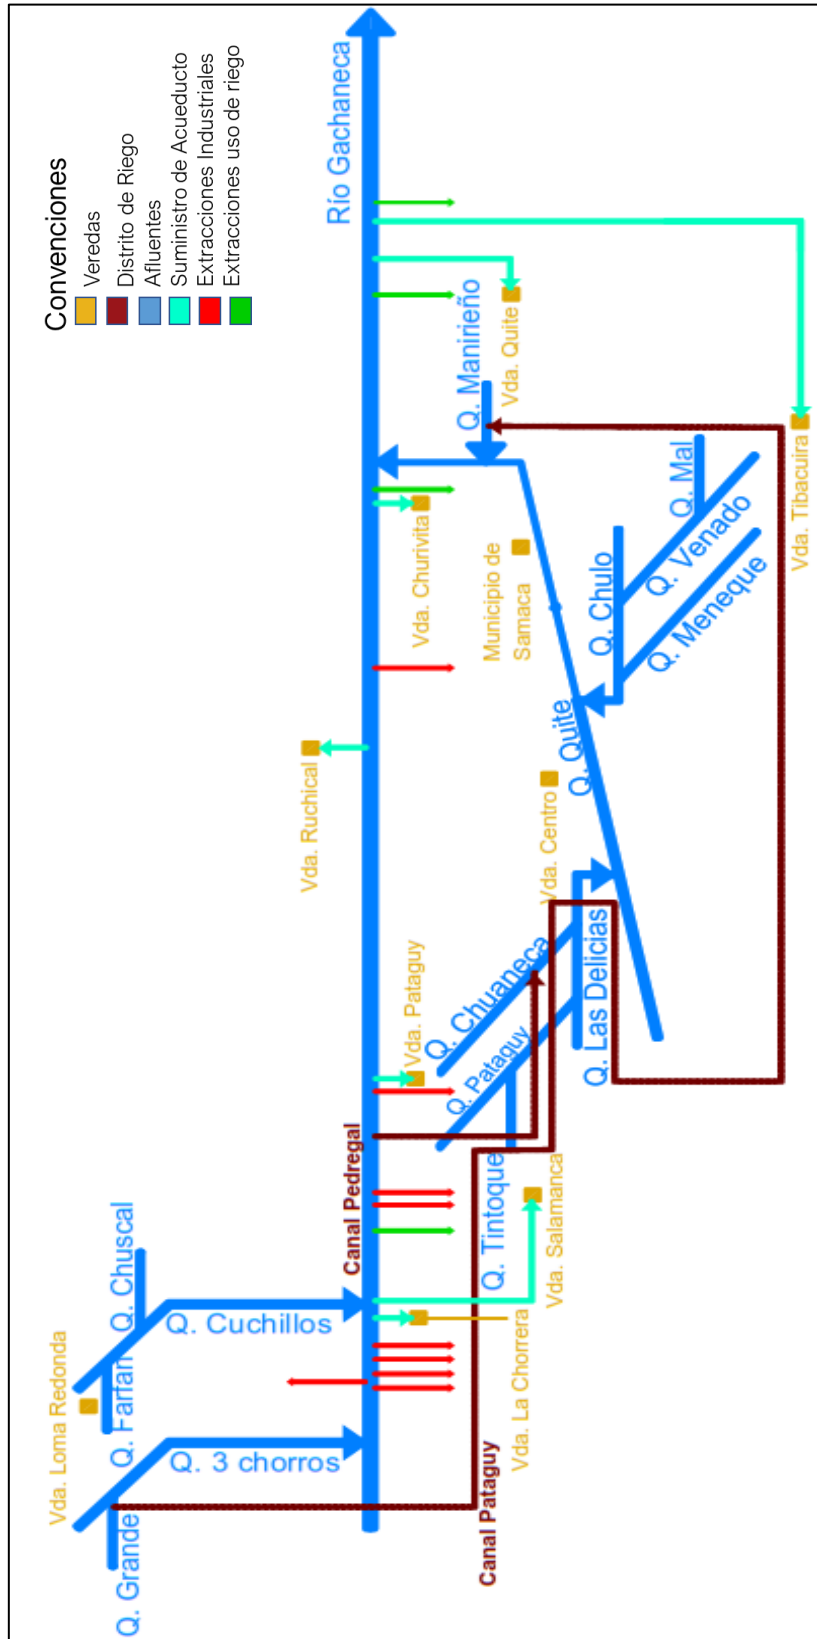 Convenciones
Veredas
Distrito de Riego
Afluentes
Suministro de Acueducto
Extracciones Industriales
Extracciones uso de riego
Río Gachaneca
Q. Manirieño
Vda. Quite
Vda. Tibacuira
Q. Mal
Q. Venado
Q. Chulo
Q. Meneque
Vda. Churivita
Municipio de
Samaca
Q. Quite
Vda. Centro
Vda. Ruchical
Vda. Pataguy
Q. Chuaneca
Q. Pataguy
Q. Las Delicias
Canal Pedregal
Q. Tintoque
Vda. Salamanca
Q. Chuscal
Q. Cuchillos
Vda. La Chorrera
Vda. Loma Redonda
Q. Farfan
Q. 3 chorros
Canal Pataguy
Q. Grande